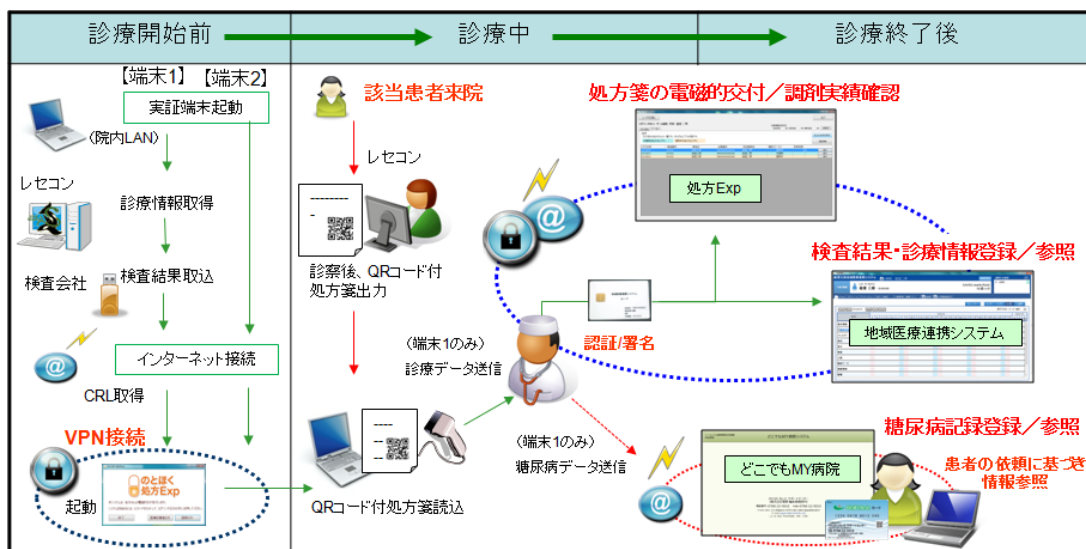 診療開始前
診療中
診療終了後
【端末1】
【端末2】
実証端末起動
(院内LAN)
レセコン
診療情報取得
検査会社
検査結果取込
インターネット接続
CRL取得
VPN接続
起動
のとほく
処方Exp
該当患者来院
レセコン
診察後、QRコード付
処方箋出力
(端末1のみ)
診療データ送信
QRコード付処方箋読込
処方箋の電磁的交付／調剤実績確認
処方Exp
検査結果・診療情報登録／参照
地域医療連携システム
認証/署名
(端末1のみ)
糖尿病データ送信
糖尿病記録登録／参照
どこでもMY病院
患者の依頼に基づき
情報参照